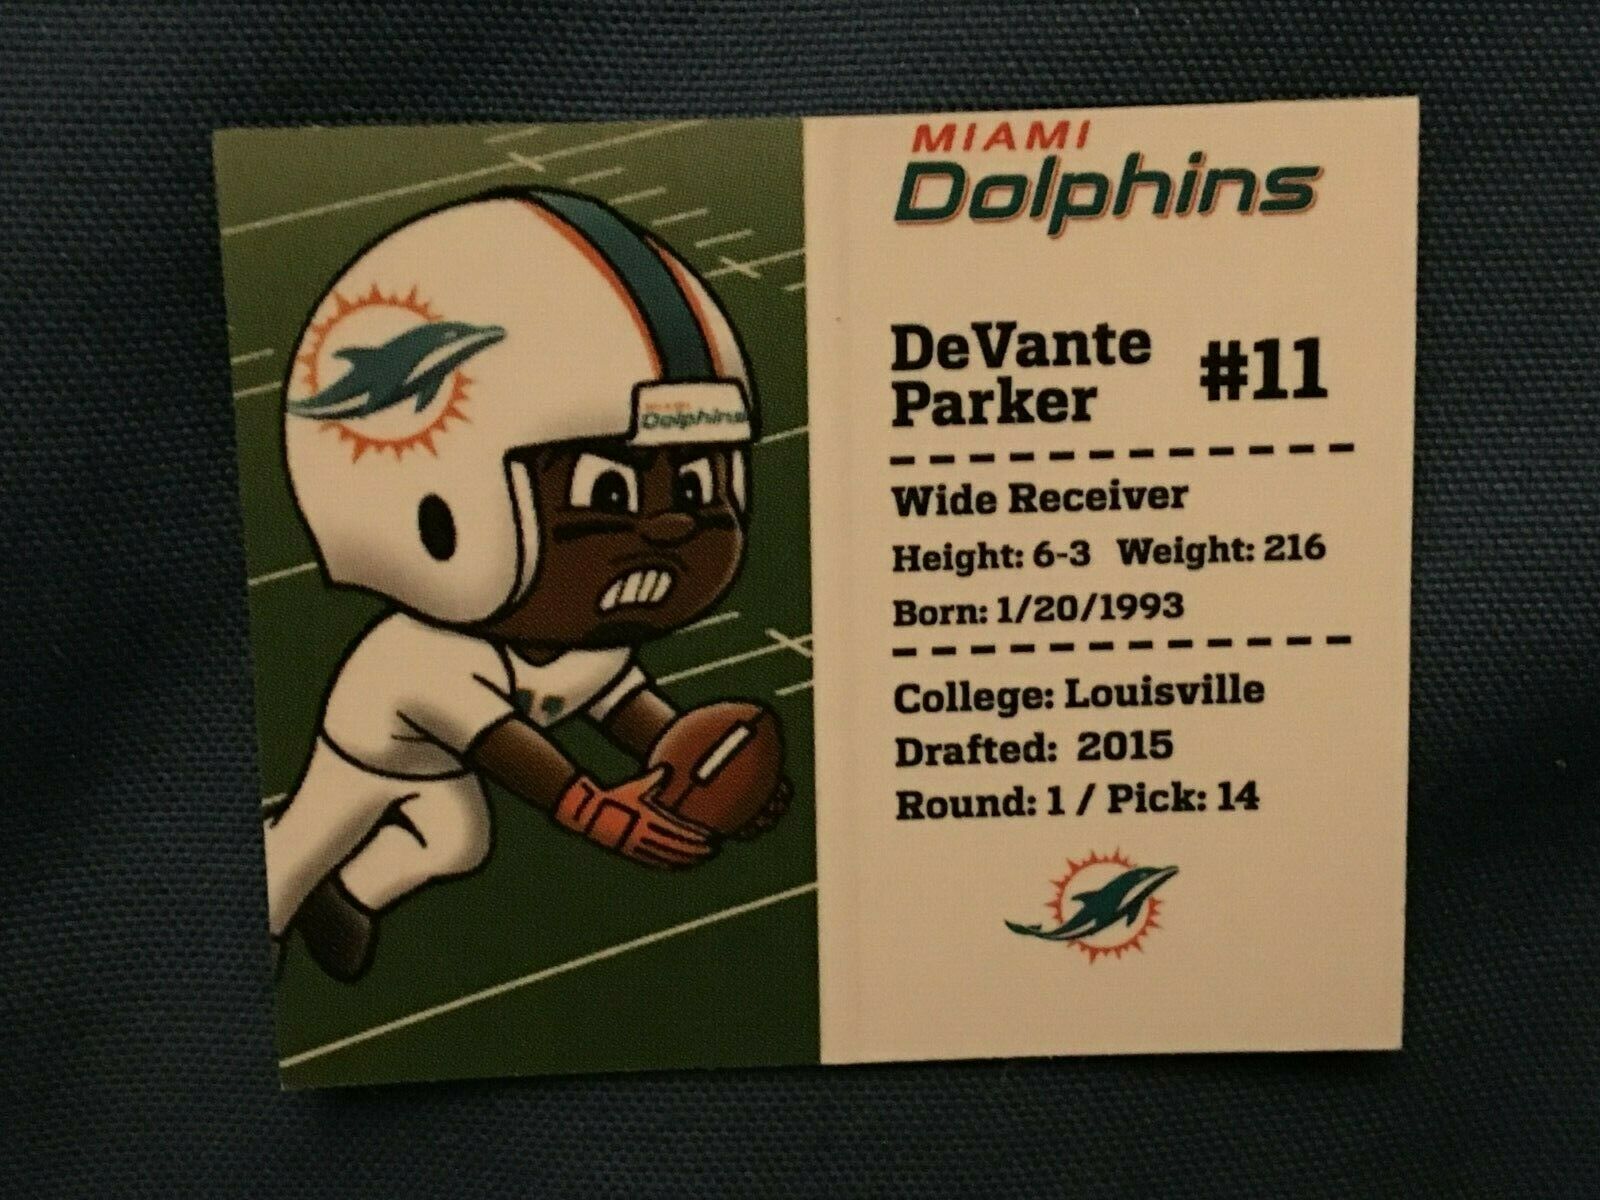 MIAMI
Dolphins
DeVante
Parker
#11
Wide Receiver
Height: 6-3 Weight: 216
Born: 1/20/1993
College: Louisville
Drafted: 2015
Round: 1 / Pick: 14
MIAMI
Dolphins